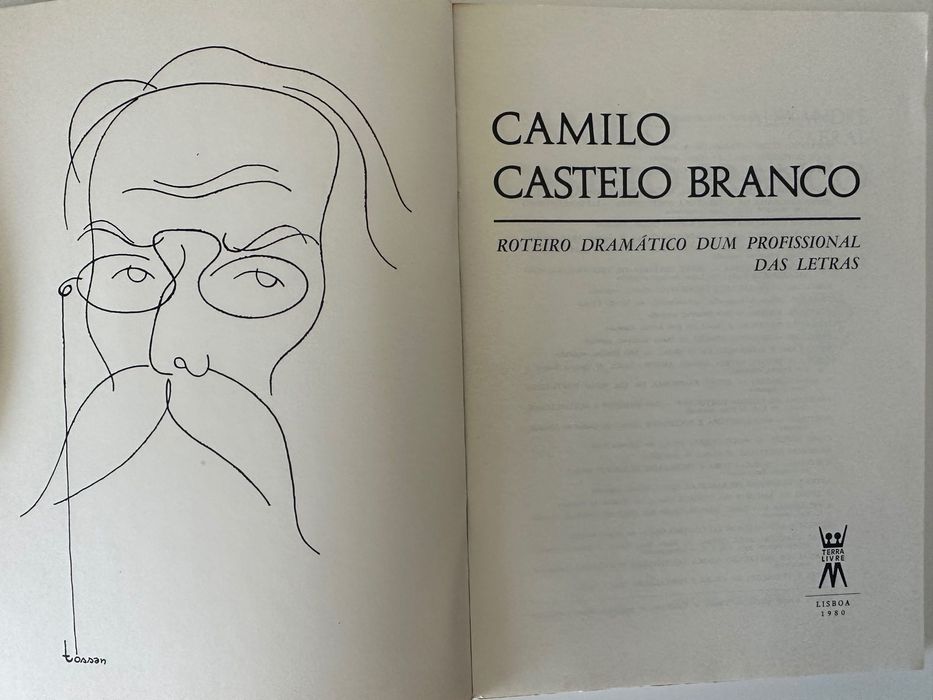 tossan
CAMILO
CASTELO BRANCO
ROTEIRO DRAMÁTICO DUM PROFISSIONAL
DAS LETRAS
TERRA
LIVRE
LISBOA
1980